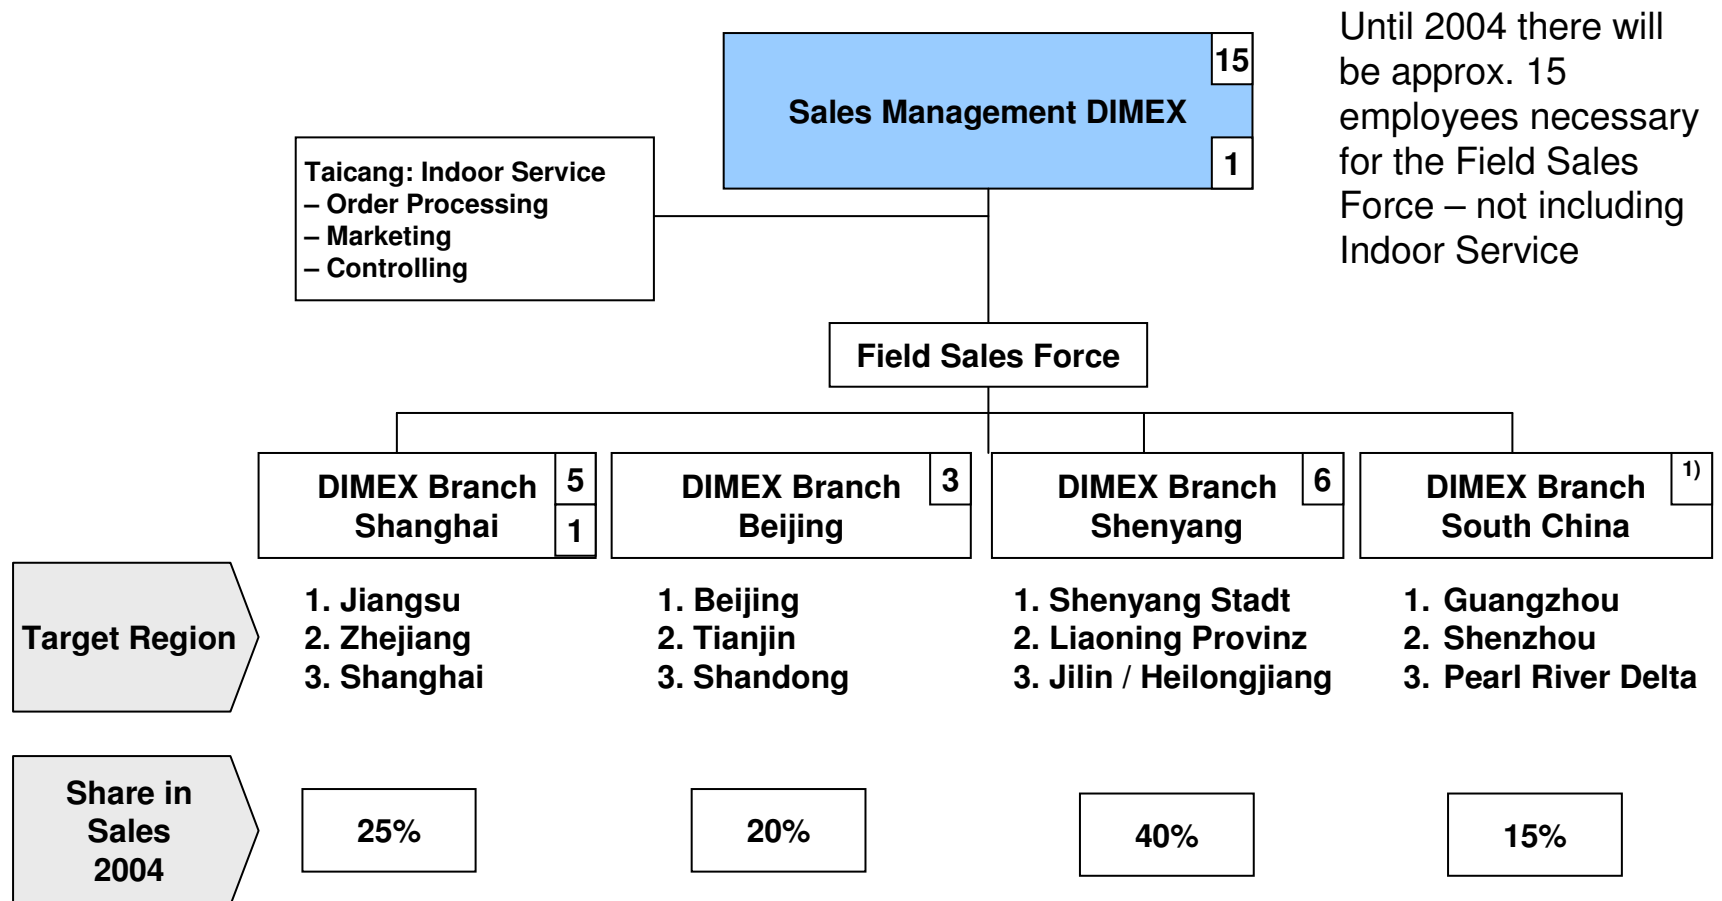 Until 2004 there will
be approx. 15
employees necessary
for the Field Sales
Force – not including
Indoor Service
15
Sales Management DIMEX
1
Taicang: Indoor Service
– Order Processing
– Marketing
– Controlling
Field Sales Force
DIMEX Branch
Shanghai
5
1
DIMEX Branch
Beijing
3
DIMEX Branch
Shenyang
6
DIMEX Branch
South China
1)
Target Region
1. Jiangsu
2. Zhejiang
3. Shanghai
1. Beijing
2. Tianjin
3. Shandong
1. Shenyang Stadt
2. Liaoning Provinz
3. Jilin / Heilongjiang
1. Guangzhou
2. Shenzhou
3. Pearl River Delta
Share in
Sales
2004
25%
20%
40%
15%